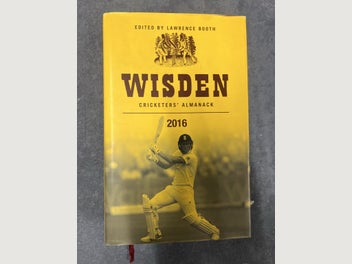 EDITED BY LAWRENCE BOOTH
WISDEN
CRICKETERS' ALMANACK
2016